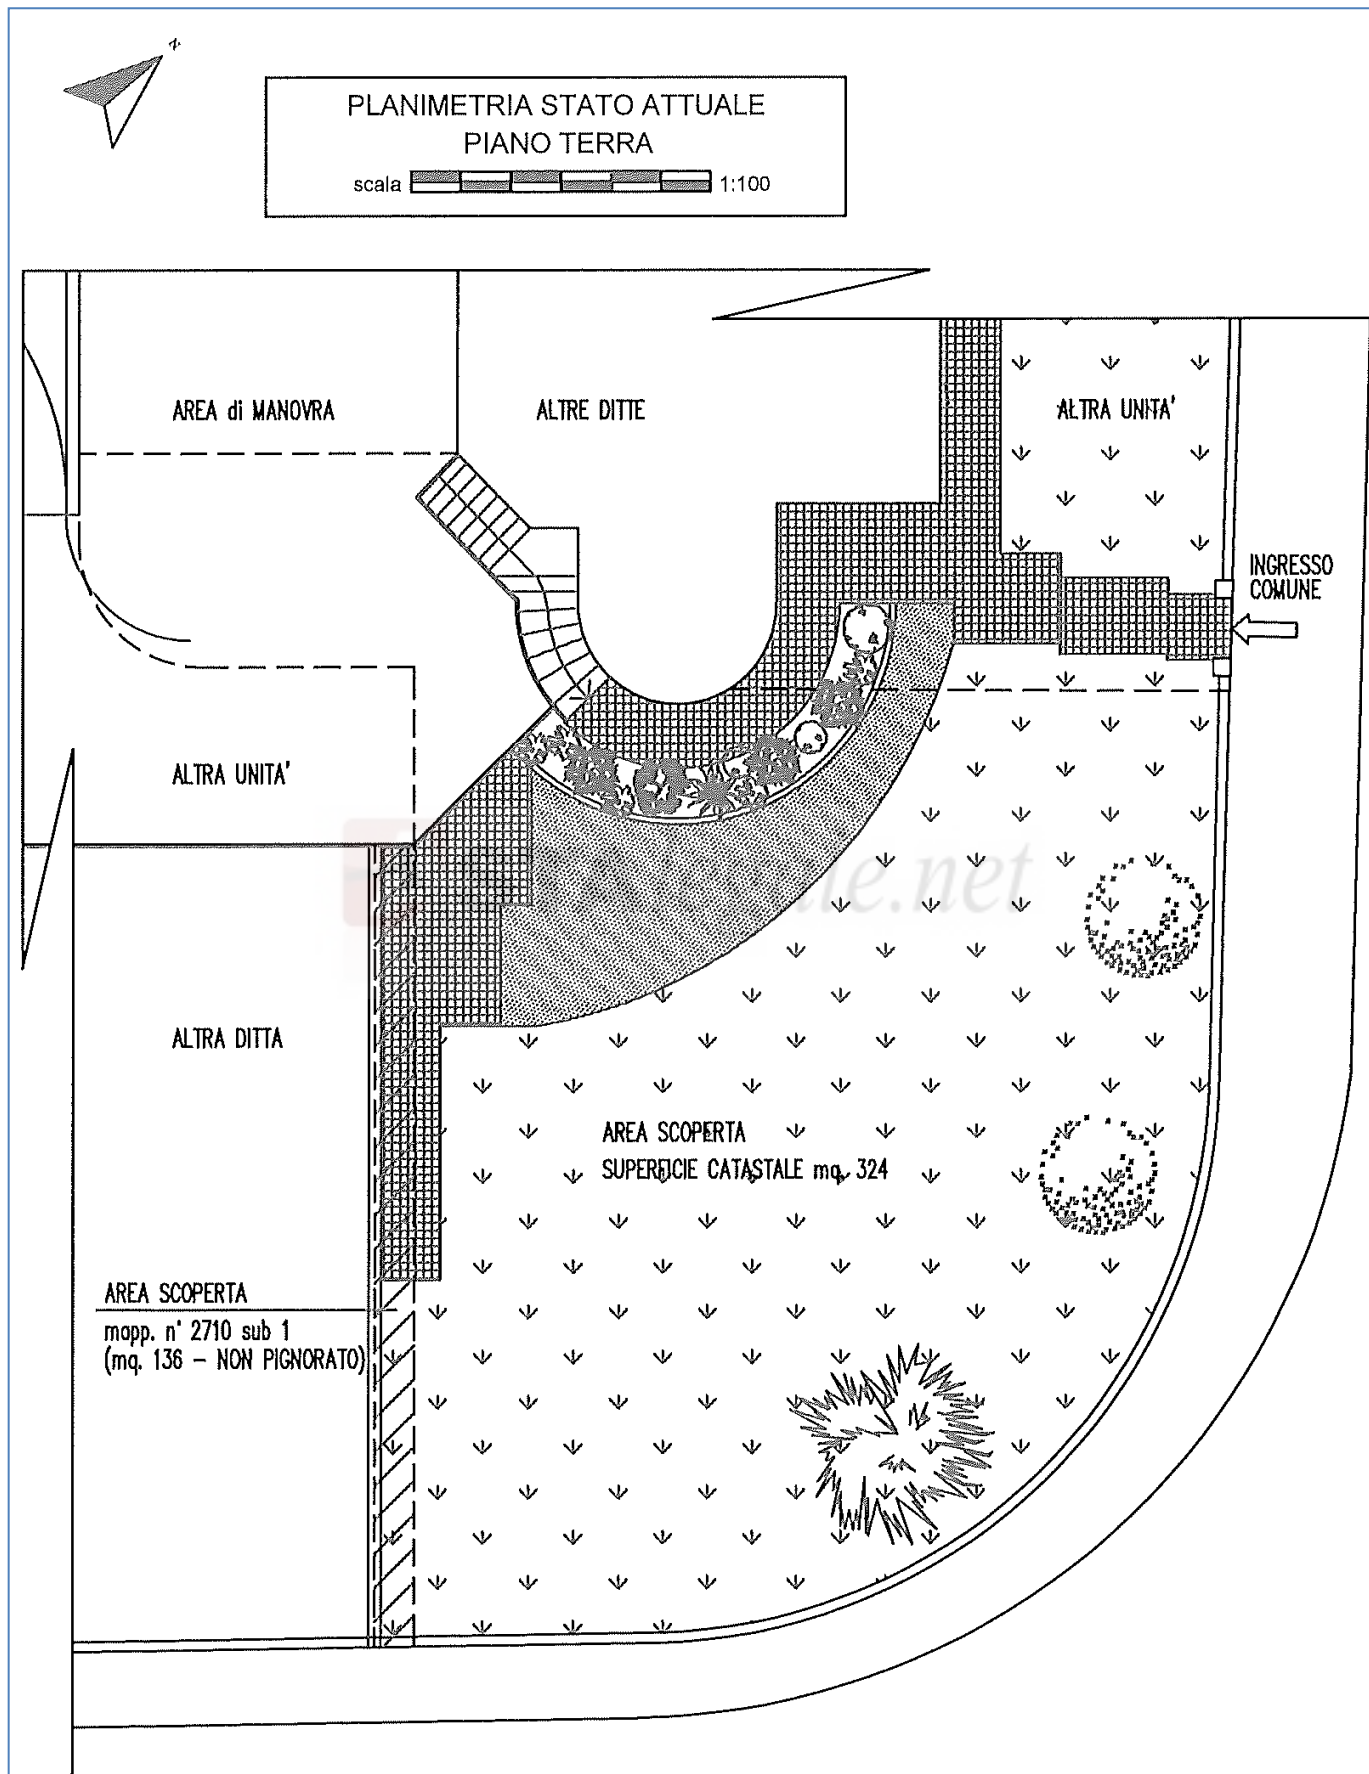 N
PLANIMETRIA STATO ATTUALE
PIANO TERRA
scala 1:100
AREA di MANOVRA
ALTRE DITTE
ALTRA UNITA'
INGRESSO
COMUNE
ALTRA UNITA'
ALTRA DITTA
AREA SCOPERTA
SUPERFICIE CATASTALE mq. 324
AREA SCOPERTA
mapp. n° 2710 sub 1
(mq. 136 - NON PIGNORATO)
.net